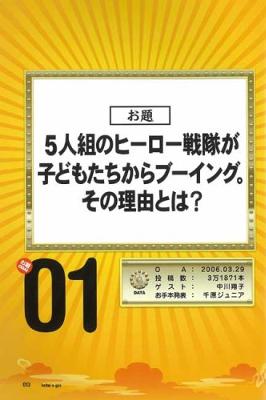 お題
5人組のヒーロー戦隊が
子どもたちからブーイング。
その理由とは?
お題
01
DATA
O A : 2006.03.29
投稿数 : 3万1871本
ゲスト : 中川翔子
お手本発表 : 千原ジュニア